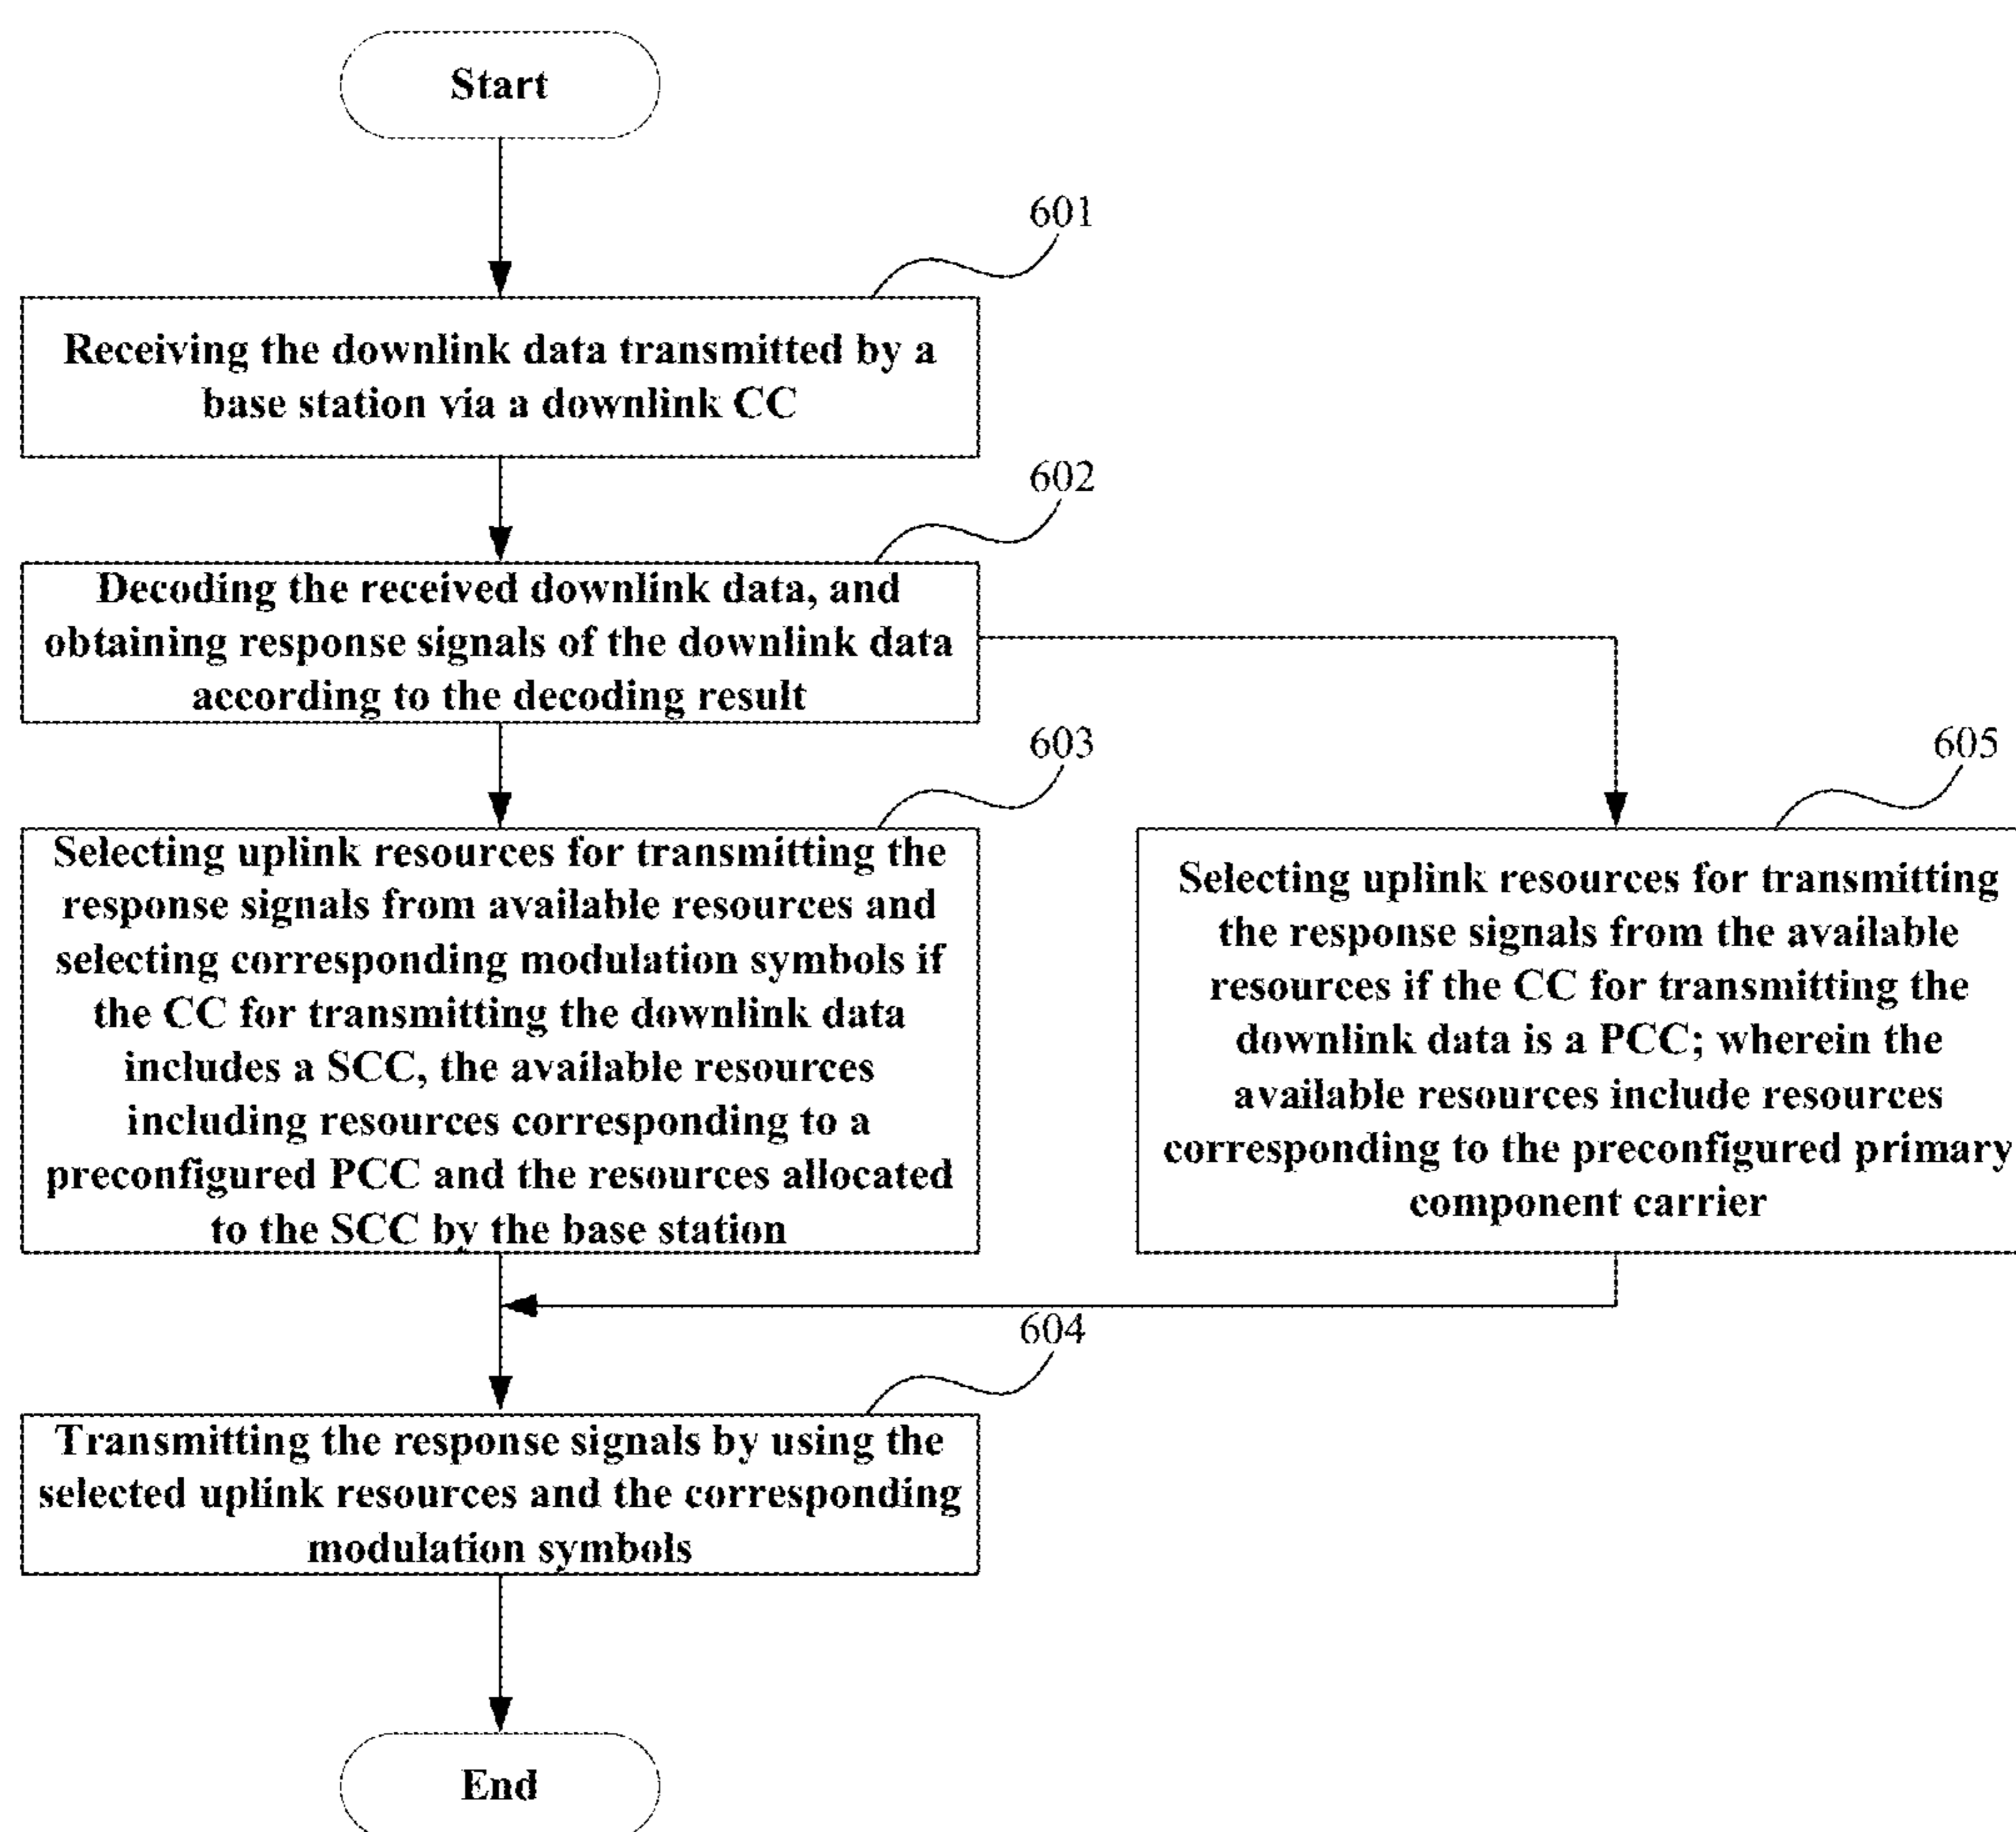 Start
601
Receiving the downlink data transmitted by a
base station via a downlink CC
602
Decoding the received downlink data, and
obtaining response signals of the downlink data
according to the decoding result
603
Selecting uplink resources for transmitting the
response signals from available resources and
selecting corresponding modulation symbols if
the CC for transmitting the downlink data
includes a SCC, the available resources
including resources corresponding to a
preconfigured PCC and the resources allocated
to the SCC by the base station
605
Selecting uplink resources for transmitting
the response signals from the available
resources if the CC for transmitting the
downlink data is a PCC; wherein the
available resources include resources
corresponding to the preconfigured primary
component carrier
604
Transmitting the response signals by using the
selected uplink resources and the corresponding
modulation symbols
End